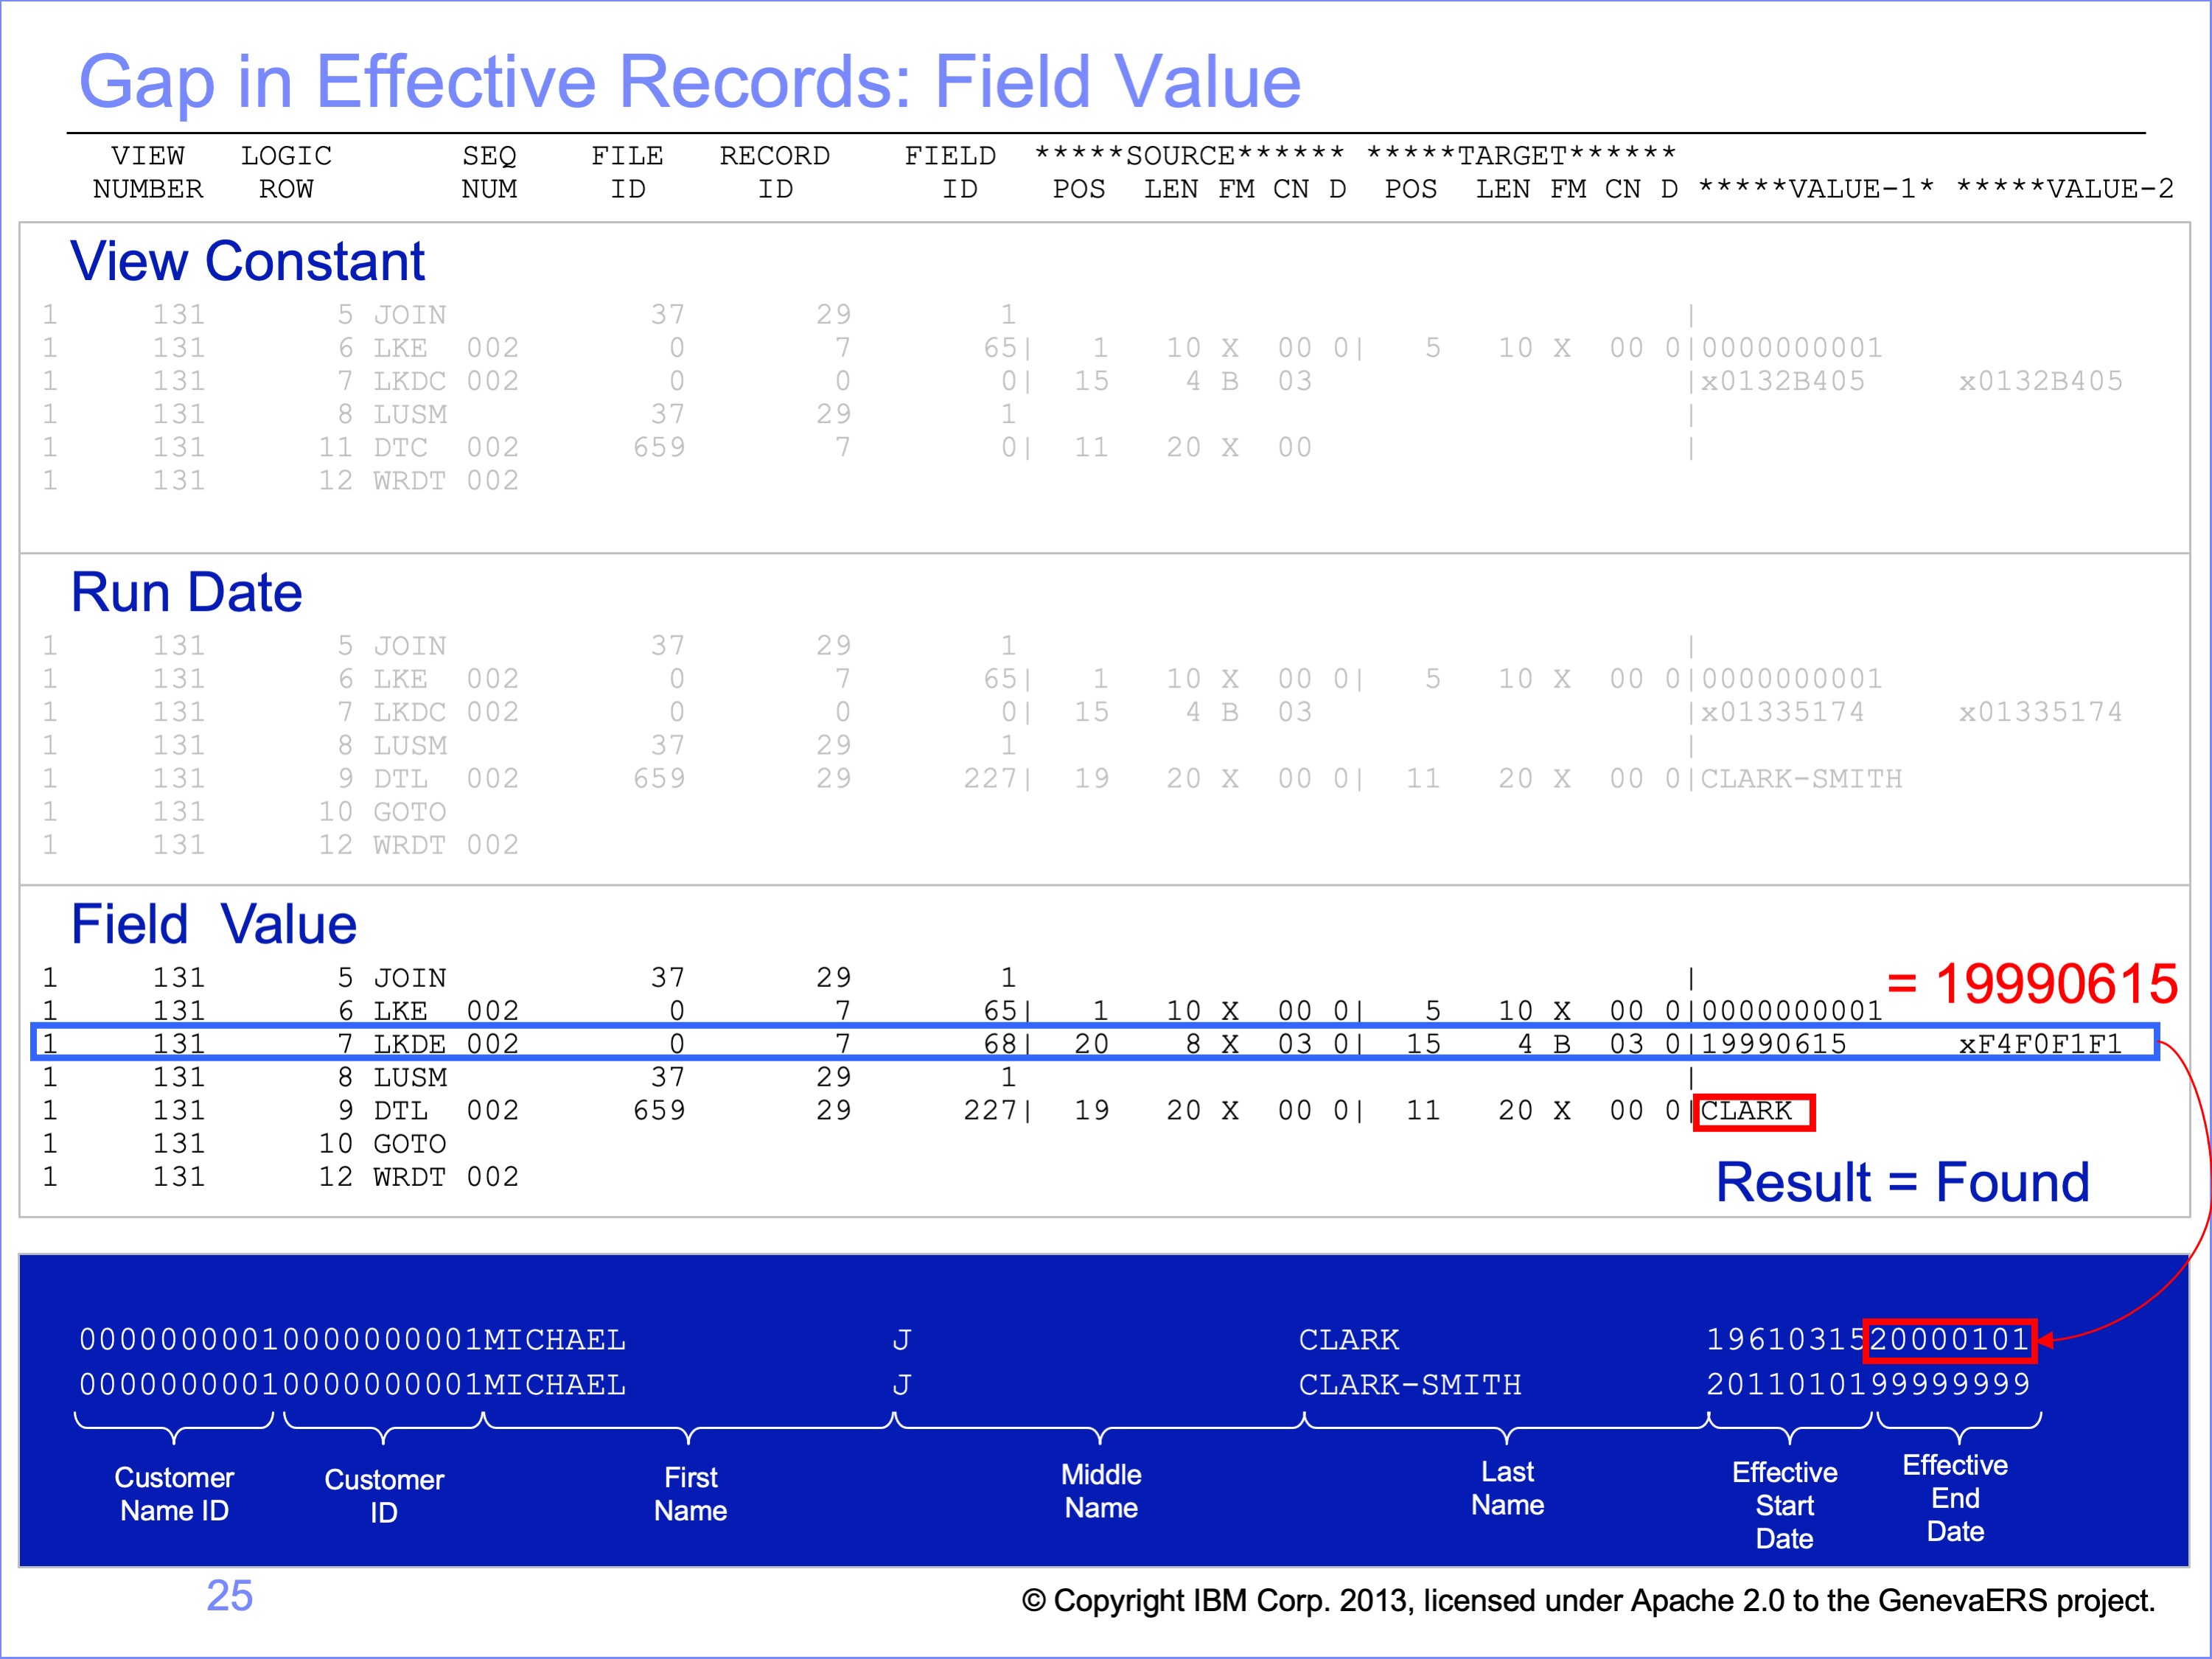 Gap in Effective Records: Field Value
VIEW LOGIC SEQ FILE RECORD FIELD *****SOURCE****** *****TARGET******
NUMBER ROW NUM ID ID ID POS LEN FM CN D POS LEN FM CN D *****VALUE-1* *****VALUE-2
View Constant
1 131 5 JOIN 37 29 1 |
1 131 6 LKE 002 0 7 65| 1 10 X 00 0| 5 10 X 00 0|0000000001
1 131 7 LKDC 002 0 0 0| 15 4 B 03 |x0132B405 x0132B405
1 131 8 LUSM 37 29 1 |
1 131 11 DTC 002 659 7 0| 11 20 X 00 |
1 131 12 WRDT 002
Run Date
1 131 5 JOIN 37 29 1 |
1 131 6 LKE 002 0 7 65| 1 10 X 00 0| 5 10 X 00 0|0000000001
1 131 7 LKDC 002 0 0 0| 15 4 B 03 |x01335174 x01335174
1 131 8 LUSM 37 29 1 |
1 131 9 DTL 002 659 29 227| 19 20 X 00 0| 11 20 X 00 0|CLARK-SMITH
1 131 10 GOTO
1 131 12 WRDT 002
Field Value
1 131 5 JOIN 37 29 1 | = 19990615
1 131 6 LKE 002 0 7 65| 1 10 X 00 0| 5 10 X 00 0|0000000001
1 131 7 LKDE 002 0 7 68| 20 8 X 03 0| 15 4 B 03 0|19990615 xF4F0F1F1
1 131 8 LUSM 37 29 1 |
1 131 9 DTL 002 659 29 227| 19 20 X 00 0| 11 20 X 00 0|CLARK
1 131 10 GOTO
1 131 12 WRDT 002
Result = Found
00000000010000000001MICHAEL J CLARK 1961031520000101
00000000010000000001MICHAEL J CLARK-SMITH 2011010199999999
Customer Name ID
Customer ID
First Name
Middle Name
Last Name
Effective Start Date
Effective End Date
25
© Copyright IBM Corp. 2013, licensed under Apache 2.0 to the GenevaERS project.